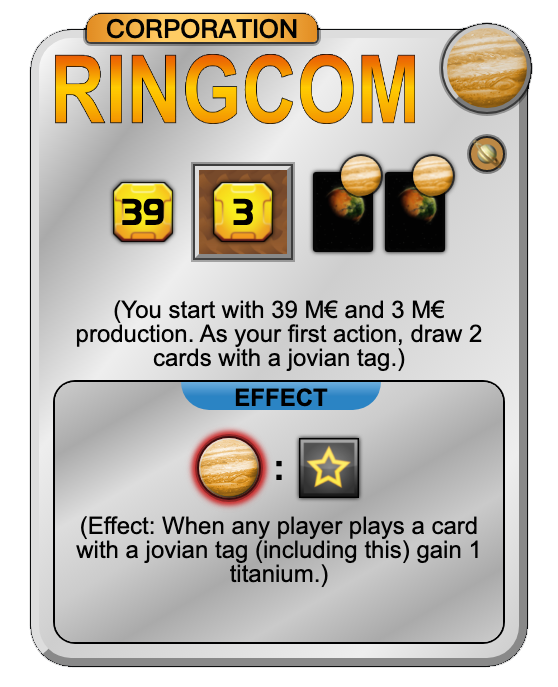 CORPORATION
RINGCOM
39
3
(You start with 39 M€ and 3 M€
production. As your first action, draw 2
cards with a jovian tag.)
EFFECT
:
(Effect: When any player plays a card
with a jovian tag (including this) gain 1
titanium.)